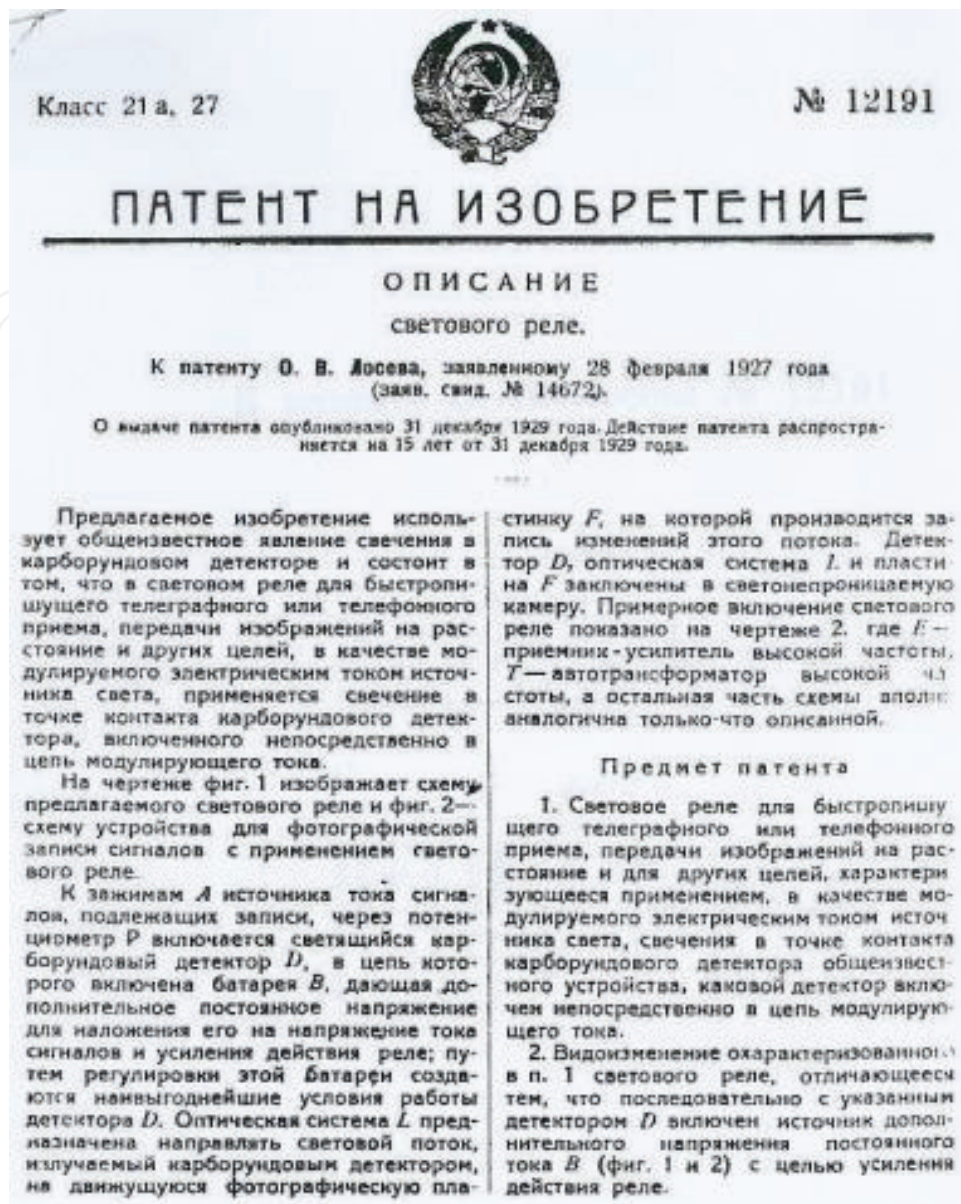 Класс 21 а, 27
№ 12191
ПАТЕНТ НА ИЗОБРЕТЕНИЕ
ОПИСАНИЕ
светового реле.
К патенту О. В. Лосева, заявленному 28 февраля 1927 года
(заяв. свид. № 14672).
О выдаче патента опубликовано 31 декабря 1929 года. Действие патента распростра-
няется на 15 лет от 31 декабря 1929 года.
Предлагаемое изобретение исполь-
зует общеизвестное явление свечения в
карборундовом детекторе и состоит в
том, что в световом реле для быстропи-
шущего телеграфного или телефонного
приема, передачи изображений на рас-
стояние и других целей, в качестве мо-
дулируемого электрическим током источ-
ника света, применяется свечение в
точке контакта карборундового детек-
тора, включенного непосредственно в
цепь модулирующего тока.
На чертеже фиг. 1 изображает схему
предлагаемого светового реле и фиг. 2—
схему устройства для фотографической
записи сигналов с применением свето-
вого реле.
К зажимам A источника тока сигна-
лов, подлежащих записи, через потен-
циометр P включается светящийся кар-
борундовый детектор D, в цепь кото-
рого включена батарея B, дающая до-
полнительное постоянное напряжение
для наложения его на напряжение тока
сигналов и усиления действия реле; пу-
тем регулировки этой батареи созда-
ются наивыгоднейшие условия работы
детектора D. Оптическая система L пред-
назначена направлять световой поток,
излучаемый карборундовым детектором,
на движущуюся фотографическую пла-
стинку F, на которой производится за-
пись изменений этого потока. Детек-
тор D, оптическая система L и пласти-
на F заключены в светонепроницаемую
камеру. Примерное включение светового
реле показано на чертеже 2, где E —
приемник-усилитель высокой частоты,
T — автотрансформатор высокой ча
стоты, а остальная часть схемы
аналогична только-что описанной.
Предмет патента
1. Световое реле для быстропишу
щего телеграфного или телефонного
приема, передачи изображений на рас-
стояние и для других целей, характери
зующееся применением, в качестве мо-
дулируемого электрическим током источ
ника света, свечения в точке контакта
карборундового детектора общеизвест-
ного устройства, каковой детектор вклю-
чен непосредственно в цепь модулирую-
щего тока.
2. Видоизменение охарактеризованного
в п. 1 светового реле, отличающееся
тем, что последовательно с указанным
детектором D включен источник допол-
нительного напряжения постоянного
тока B (фиг. 1 и 2) с целью усиления
действия реле.